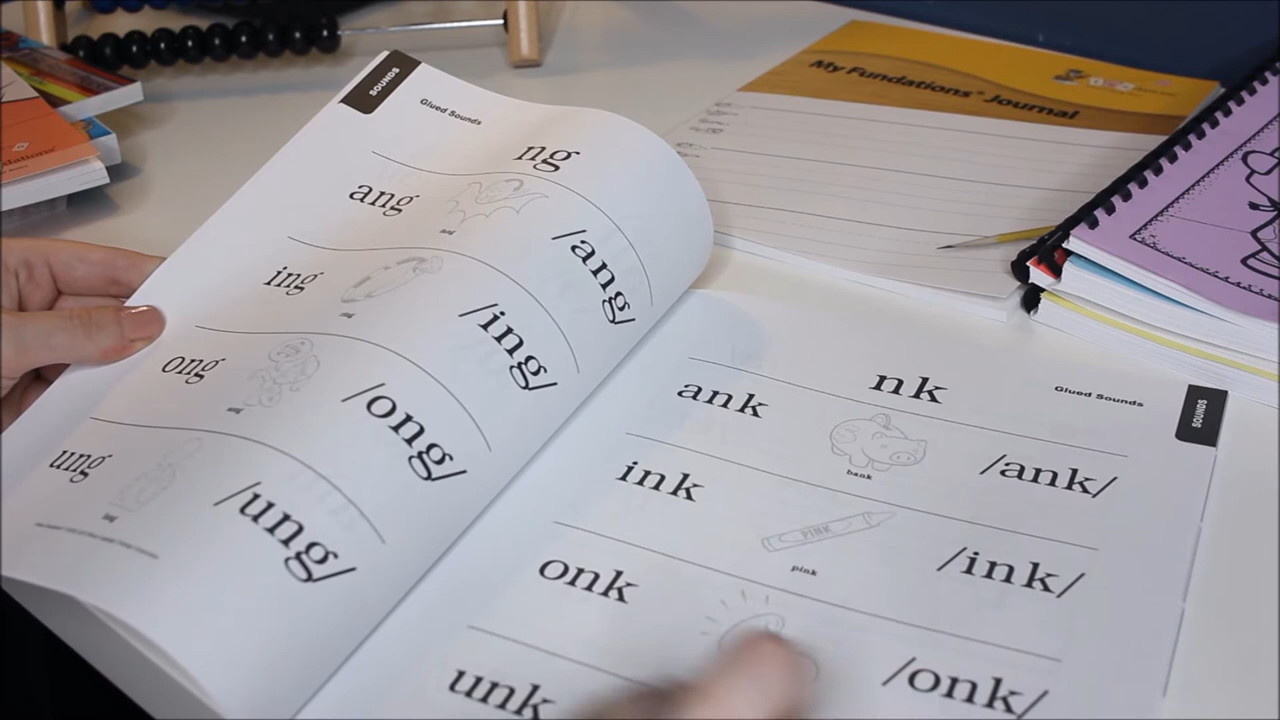 SOUNDS
Glued Sounds
ng
ang
/ang/
ing
/ing/
ong
/ong/
ung
/ung/
SOUNDS
Glued Sounds
nk
ank
bank
/ank/
ink
PINK
pink
/ink/
onk
/onk/
unk
My Fundations® Journal